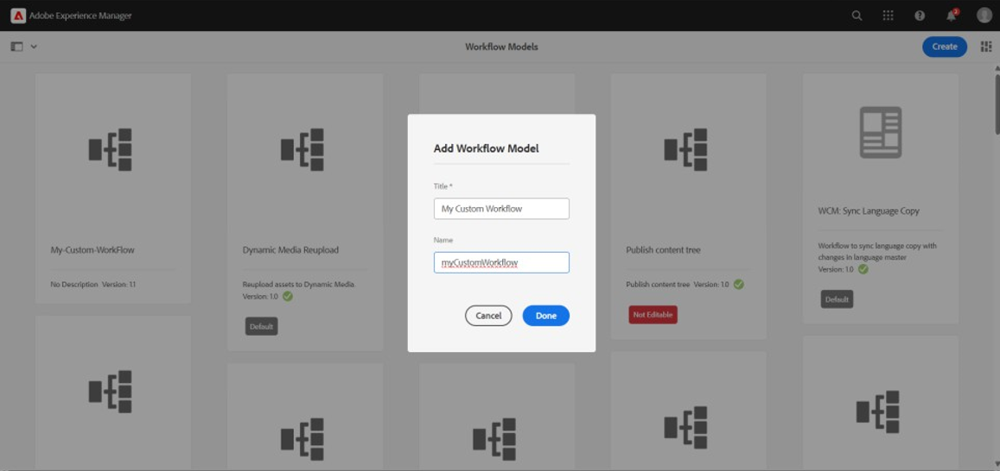 Adobe Experience Manager
2
Workflow Models
Create
Add Workflow Model
Title *
My Custom Workflow
Name
myCustomWorkflow
Cancel
Done
My-Custom-WorkFlow
No Description Version: 1.1
Dynamic Media Reupload
Reupload assets to Dynamic Media.
Version: 1.0
Default
Publish content tree
Publish content tree Version: 1.0
Not Editable
WCM: Sync Language Copy
Workflow to sync language copy with
changes in language master
Version: 1.0
Default